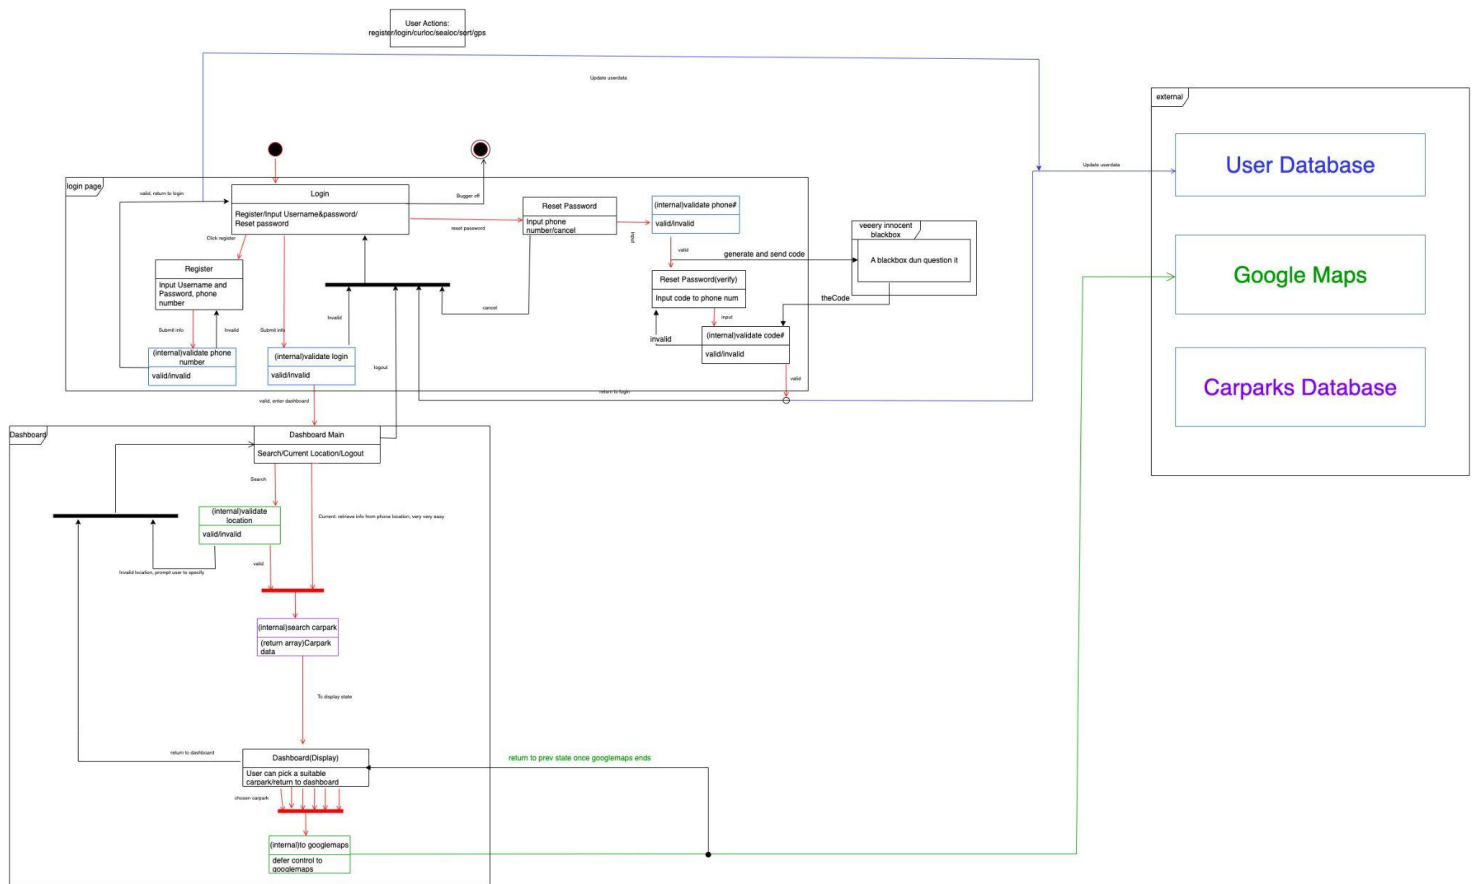 User Actions:
register/login/curloc/sealoc/sort/gps
Update userdata
external
User Database
Update userdata
Google Maps
Carparks Database
login page
valid, return to login
Login
Register/Input Username&password/
Reset password
Bugger off
reset password
Reset Password
Input phone
number/cancel
(internal)validate phone#
valid/invalid
input
valid
generate and send code
veeery innocent
blackbox
A blackbox dun question it
theCode
Click register
Register
Input Username and
Password, phone
number
Submit info
Invalid
(internal)validate phone
number
valid/invalid
Submit info
Invalid
(internal)validate login
valid/invalid
logout
cancel
Reset Password(verify)
Input code to phone num
input
invalid
(internal)validate code#
valid/invalid
valid
return to login
valid, enter dashboard
Dashboard
Dashboard Main
Search/Current Location/Logout
Search
(internal)validate
location
valid/invalid
Current: retrieve info from phone location, very very easy
valid
Invalid location, prompt user to specify
(internal)search carpark
(return array)Carpark
data
To display state
return to dashboard
Dashboard(Display)
User can pick a suitable
carpark/return to dashboard
return to prev state once googlemaps ends
chosen carpark
(internal)to googlemaps
defer control to
googlemaps